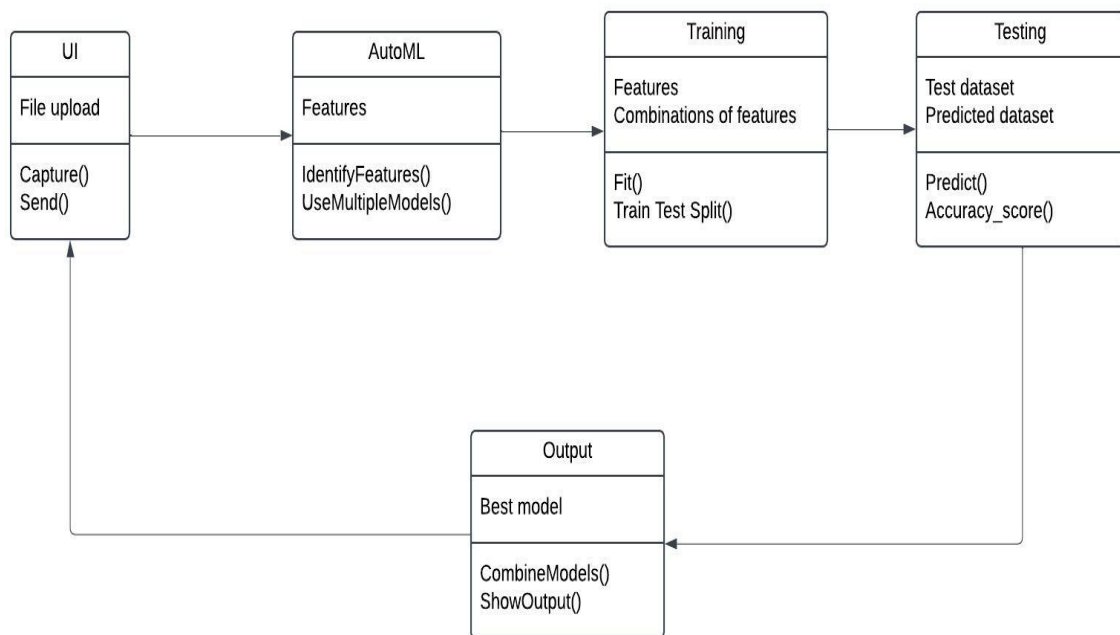 UI
File upload
Capture()
Send()
AutoML
Features
IdentifyFeatures()
UseMultipleModels()
Training
Features
Combinations of features
Fit()
Train Test Split()
Testing
Test dataset
Predicted dataset
Predict()
Accuracy_score()
Output
Best model
CombineModels()
ShowOutput()